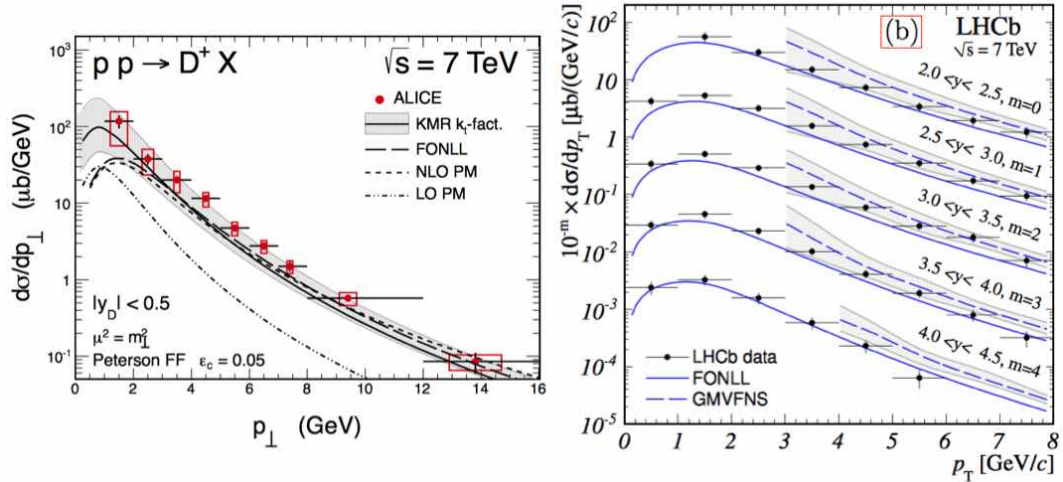 p p → D⁺ X
√s = 7 TeV
ALICE
KMR kₜ-fact.
FONLL
NLO PM
LO PM
|y_D| < 0.5
μ² = m²_⊥
Peterson FF ε_c = 0.05
dσ/dp_⊥ (μb/GeV)
10³
10²
10
1
10⁻¹
0 2 4 6 8 10 12 14 16
p_⊥ (GeV)
(b)
LHCb
√s = 7 TeV
2.0 <y< 2.5, m=0
2.5 <y< 3.0, m=1
3.0 <y< 3.5, m=2
3.5 <y< 4.0, m=3
4.0 <y< 4.5, m=4
LHCb data
FONLL
GMVFNS
10⁻ᵐ × dσ/dp_T [μb/(GeV/c)]
10²
10
1
10⁻¹
10⁻²
10⁻³
10⁻⁴
10⁻⁵
0 1 2 3 4 5 6 7 8
p_T [GeV/c]